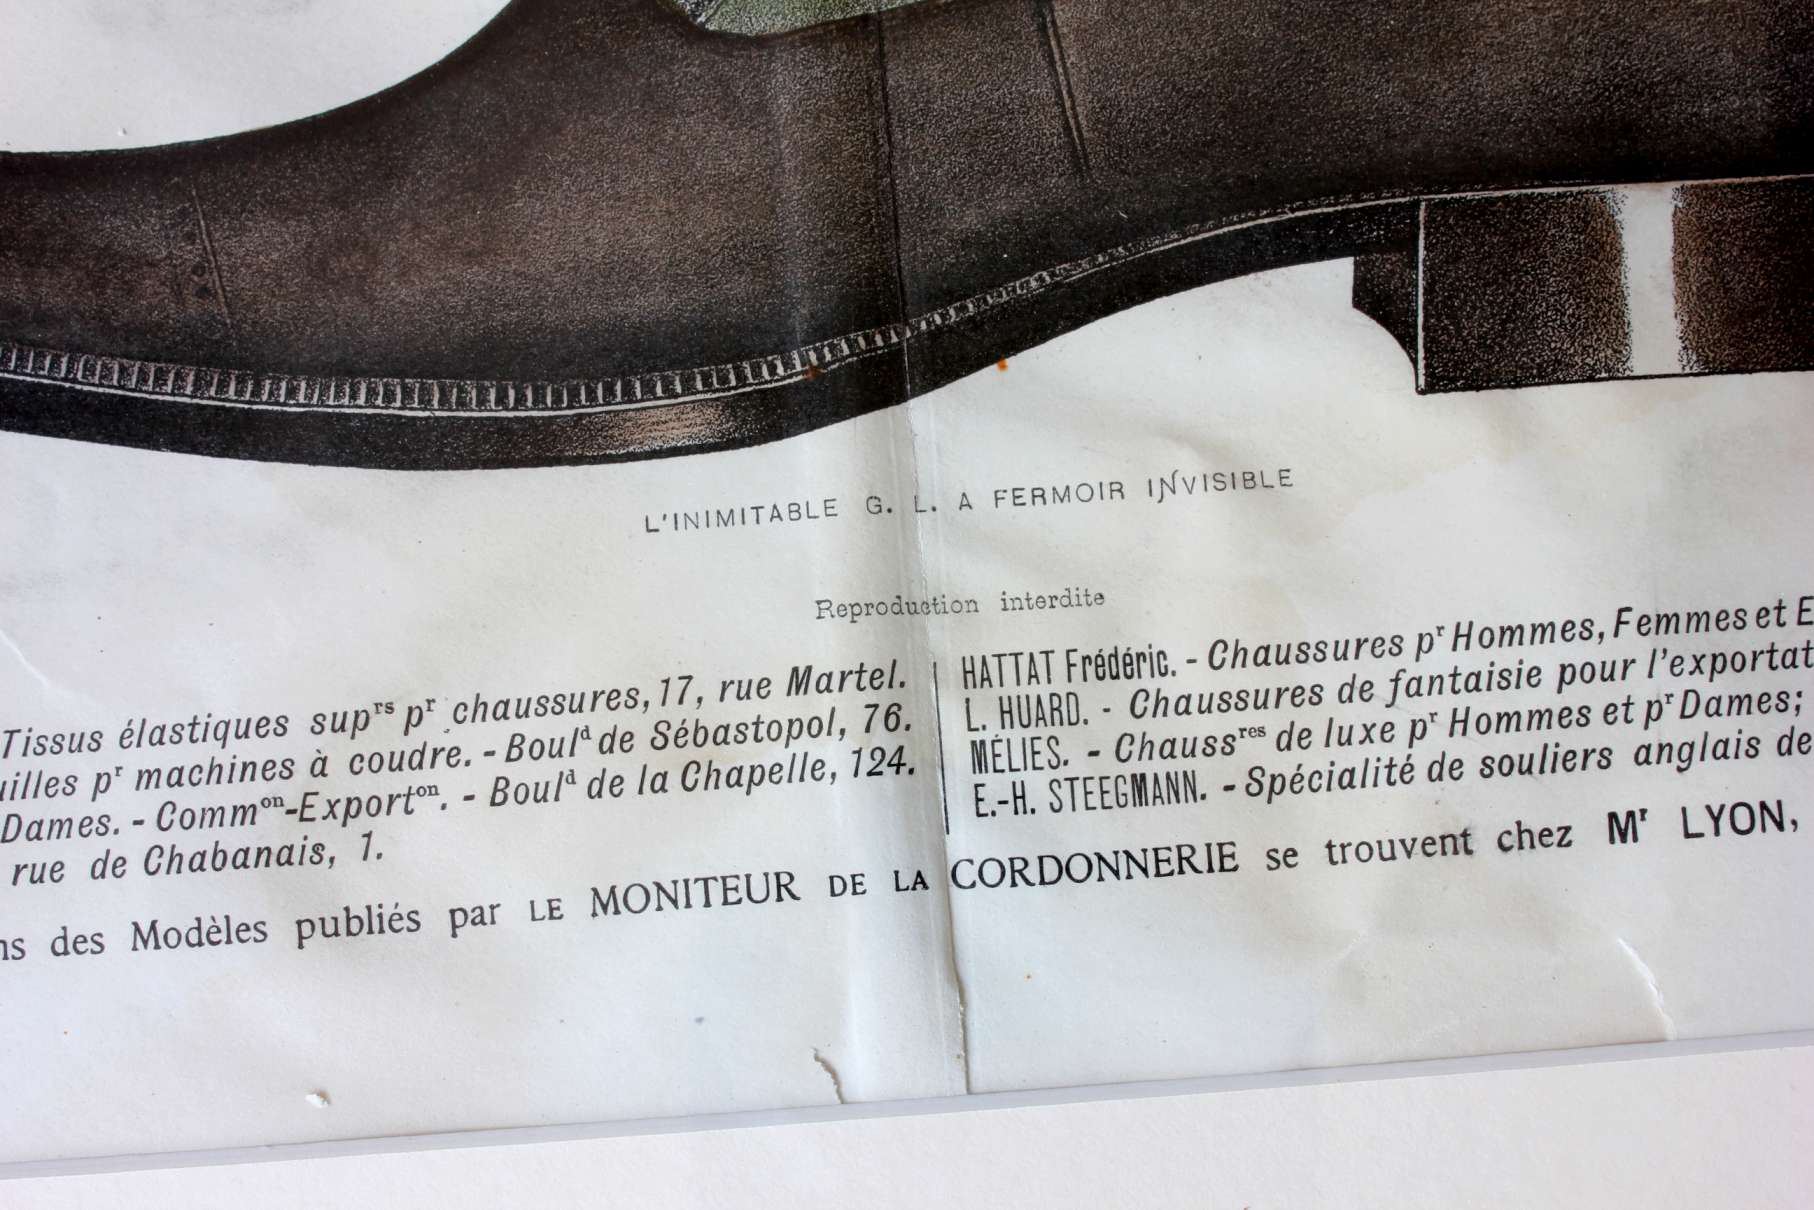 L'INIMITABLE G. L. A FERMOIR INVISIBLE
Reproduction interdite
Tissus élastiques supʳˢ pʳ chaussures, 17, rue Martel.
pʳ machines à coudre. - Boulᵈ de Sébastopol, 76.
Dames. - Commᵒⁿ-Exportᵒⁿ. - Boulᵈ de la Chapelle, 124.
rue de Chabanais, 1.
HATTAT Frédéric. - Chaussures pʳ Hommes, Femmes et E
L. HUARD. - Chaussures de fantaisie pour l'exportat
MÉLIES. - Chaussʳᵉˢ de luxe pʳ Hommes et pʳ Dames;
E.-H. STEEGMANN. - Spécialité de souliers anglais de
des Modèles publiés par LE MONITEUR DE LA CORDONNERIE se trouvent chez Mʳ LYON,